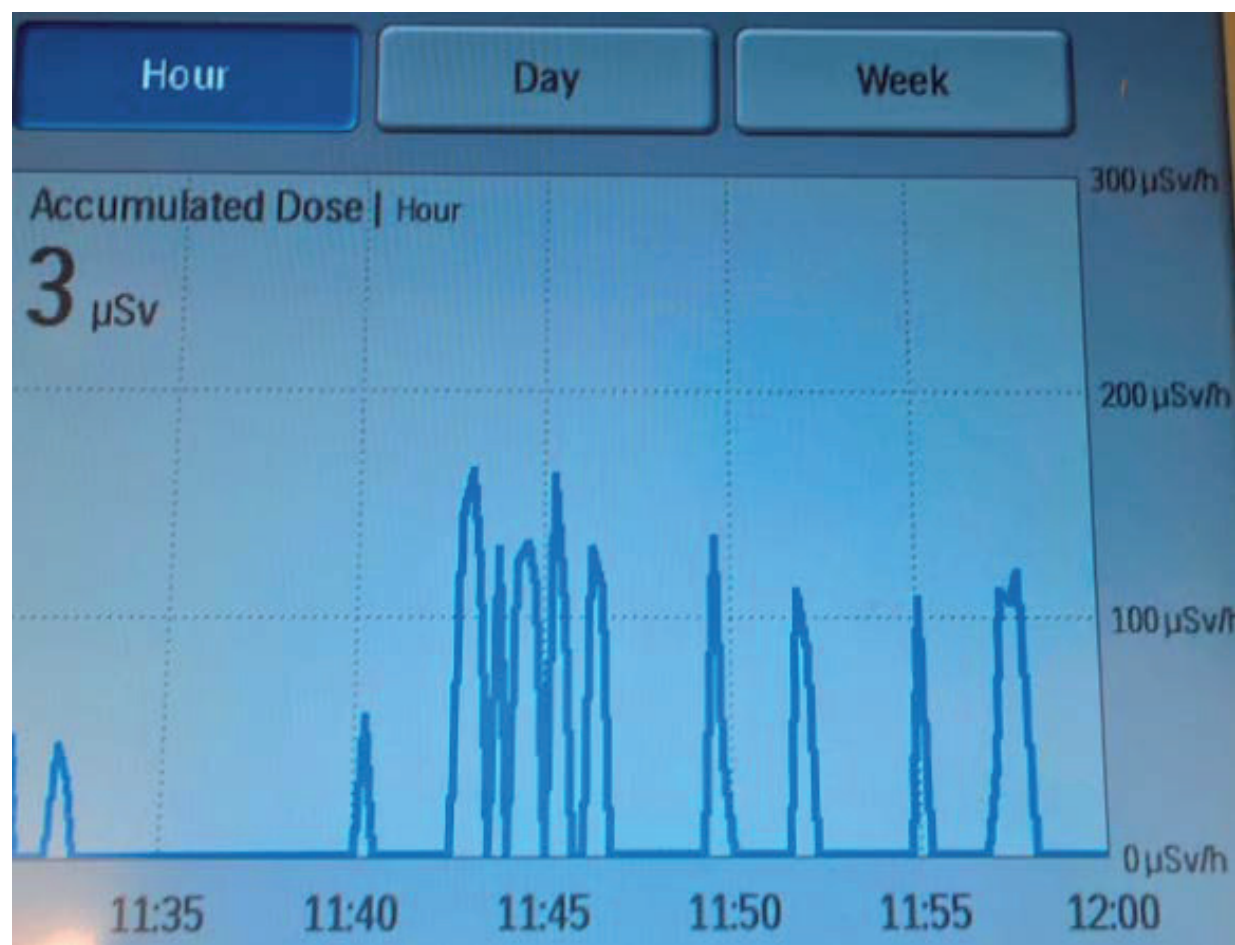 Hour Day Week
300 µSv/h
Accumulated Dose | Hour
3 µSv
200 µSv/h
100 µSv/h
0 µSv/h
11:35 11:40 11:45 11:50 11:55 12:00